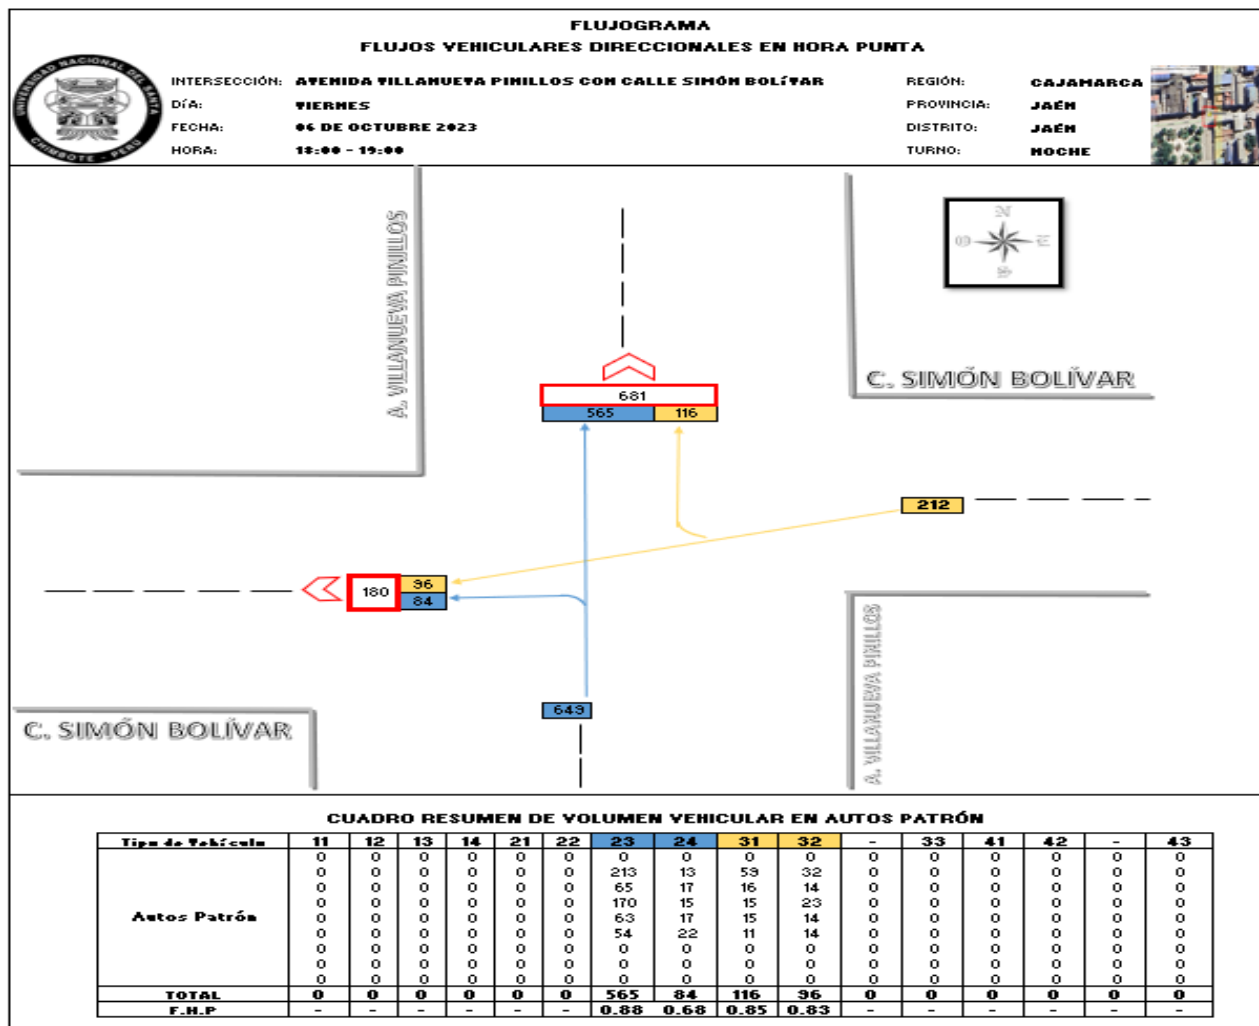 FLUJOGRAMA
FLUJOS VEHICULARES DIRECCIONALES EN HORA PUNTA
UNIVERSIDAD NACIONAL DEL SANTA
CHIMBOTE - PERU
INTERSECCIÓN: AVENIDA VILLANUEVA PINILLOS CON CALLE SIMÓN BOLÍVAR REGIÓN: CAJAMARCA
DÍA: VIERNES PROVINCIA: JAÉN
FECHA: 06 DE OCTUBRE 2023 DISTRITO: JAÉN
HORA: 18:00 - 19:00 TURNO: NOCHE
A. VILLANUEVA PINILLOS
N
O E
S
C. SIMÓN BOLÍVAR
681
565 116
212
180 96
84
649
C. SIMÓN BOLÍVAR
A. VILLANUEVA PINILLOS
CUADRO RESUMEN DE VOLUMEN VEHICULAR EN AUTOS PATRÓN
Tipo de Vehículo 11 12 13 14 21 22 23 24 31 32 - 33 41 42 - 43
0 0 0 0 0 0 0 0 0 0 0 0 0 0 0 0
0 0 0 0 0 0 213 13 59 32 0 0 0 0 0 0
0 0 0 0 0 0 65 17 16 14 0 0 0 0 0 0
0 0 0 0 0 0 170 15 15 23 0 0 0 0 0 0
Autos Patrón 0 0 0 0 0 0 63 17 15 14 0 0 0 0 0 0
0 0 0 0 0 0 54 22 11 14 0 0 0 0 0 0
0 0 0 0 0 0 0 0 0 0 0 0 0 0 0 0
0 0 0 0 0 0 0 0 0 0 0 0 0 0 0 0
0 0 0 0 0 0 0 0 0 0 0 0 0 0 0 0
TOTAL 0 0 0 0 0 0 565 84 116 96 0 0 0 0 0 0
F.H.P - - - - - - 0.88 0.68 0.85 0.83 - - - - - -